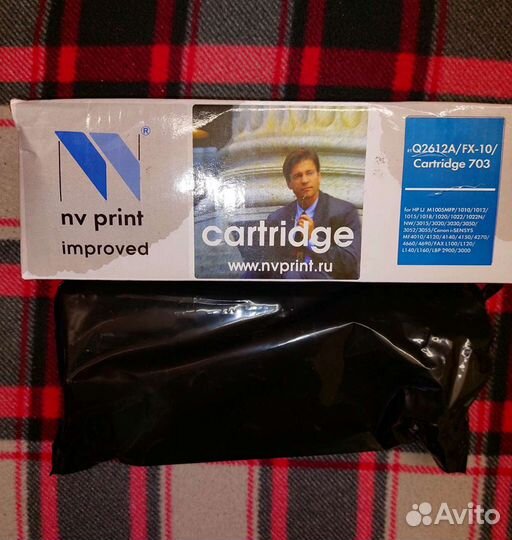 nv print
improved
®
cartridge
www.nvprint.ru
Q2612A/FX-10/
Cartridge 703
for HP LJ M1005MFP/1010/1012/
1015/1018/1020/1022/1022N/
NW/3015/3020/3030/3050/
3052/3055/Canon i-SENSYS
MF4010/4120/4140/4150/4270/
4660/4690/FAX L100/L120/
L140/L160/LBP 2900/3000
Avito